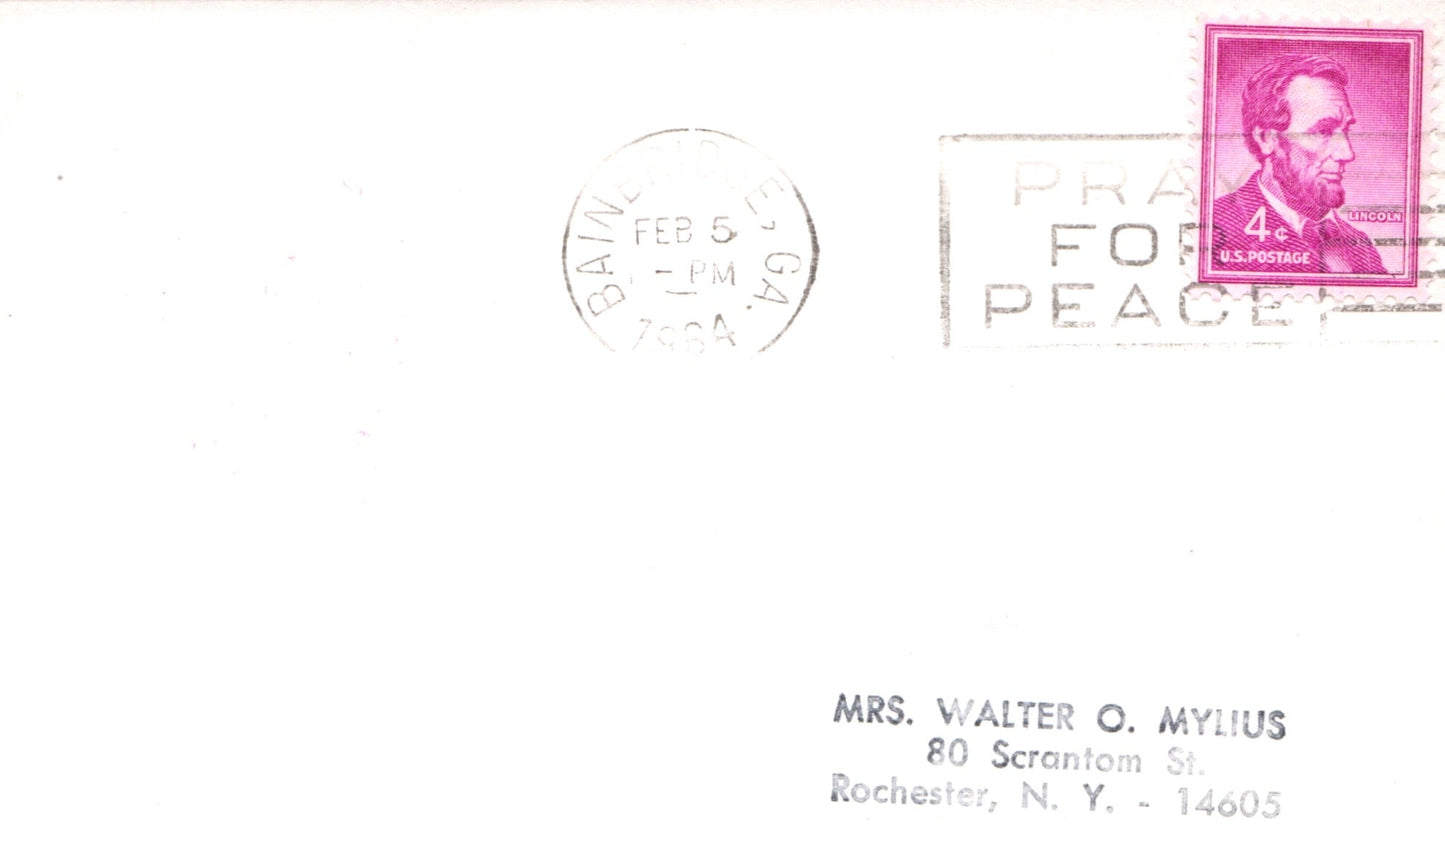 BAINBRIDGE, GA.
FEB 5
PM
1964
PRAY
FOR
PEACE
LINCOLN
4¢
U.S. POSTAGE
MRS. WALTER O. MYLIUS
80 Scrantom St.
Rochester, N. Y. - 14605